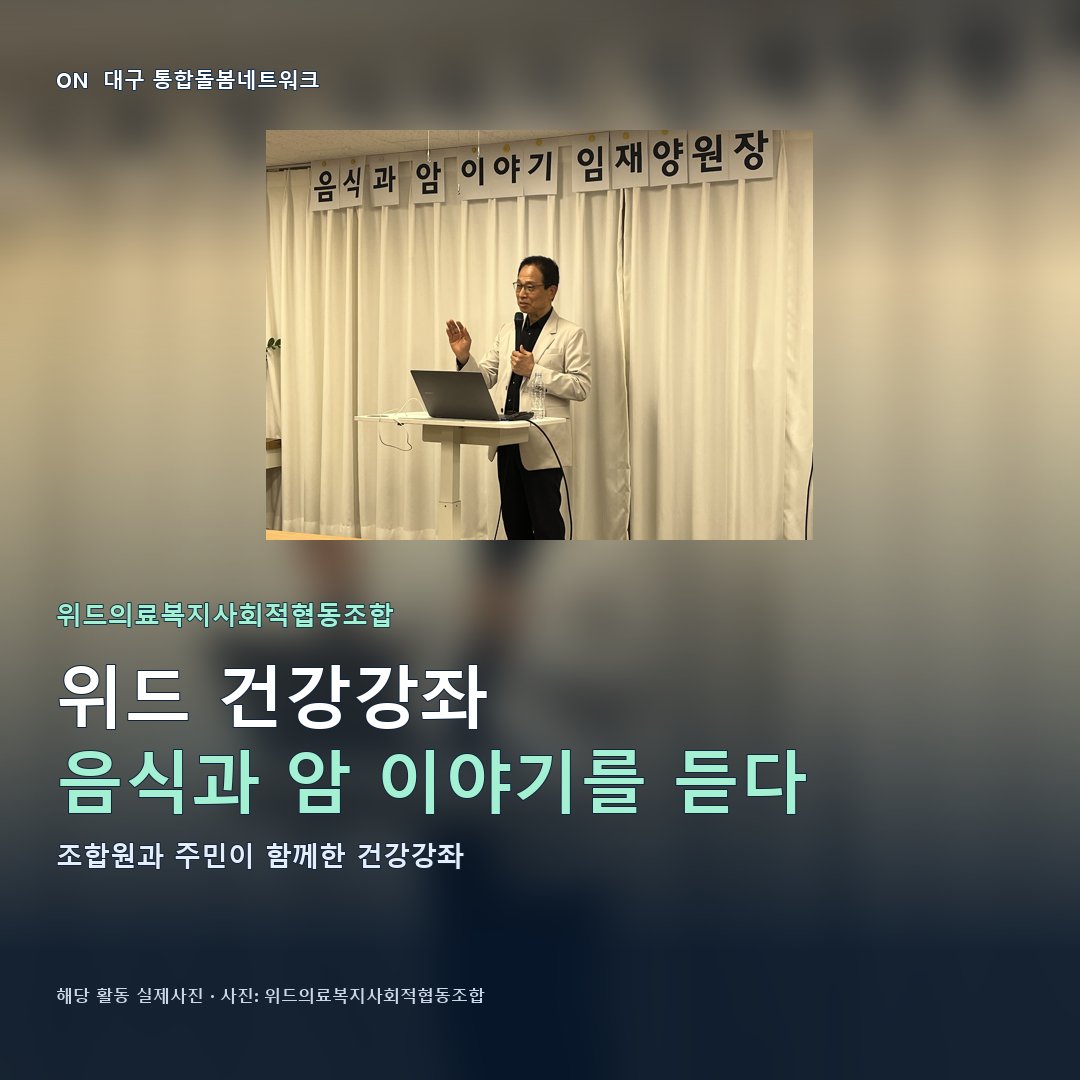 ON 대구 통합돌봄네트워크
음식과 암 이야기 임재양원장
위드의료복지사회적협동조합
위드 건강강좌
음식과 암 이야기를 듣다
조합원과 주민이 함께한 건강강좌
해당 활동 실제사진 · 사진: 위드의료복지사회적협동조합